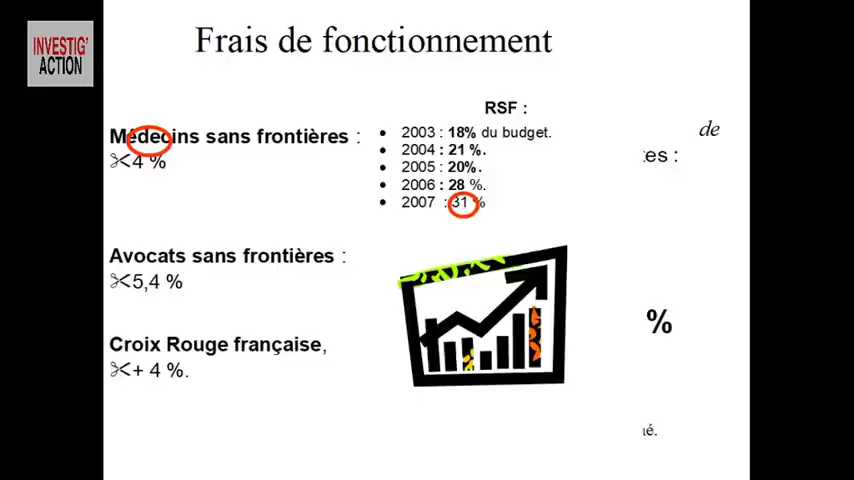 INVESTIG'
ACTION
Frais de fonctionnement
Médecins sans frontières :
4 %
Avocats sans frontières :
5,4 %
Croix Rouge française,
+ 4 %.
RSF :
• 2003 : 18% du budget.
• 2004 : 21 %.
• 2005 : 20%.
• 2006 : 28 %.
• 2007 : 31 %
de
es :
%
é.